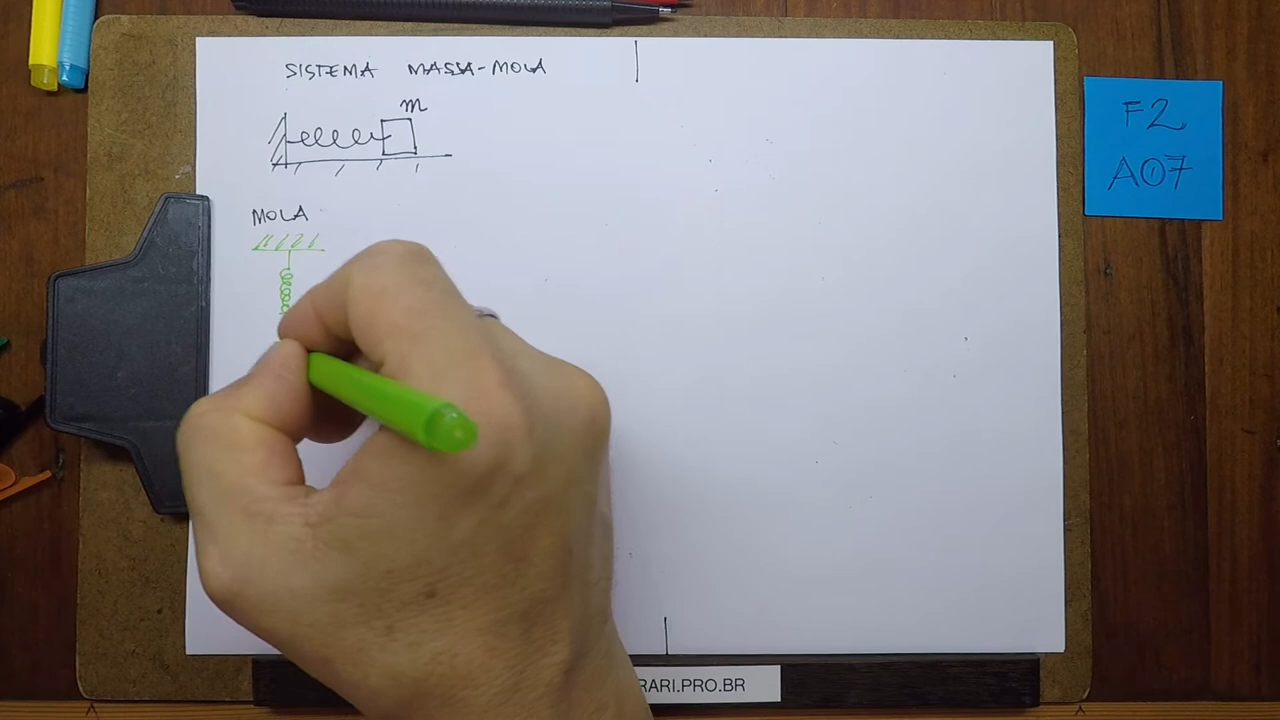 SISTEMA MASSA-MOLA
m
MOLA
F2
A07
RARI.PRO.BR